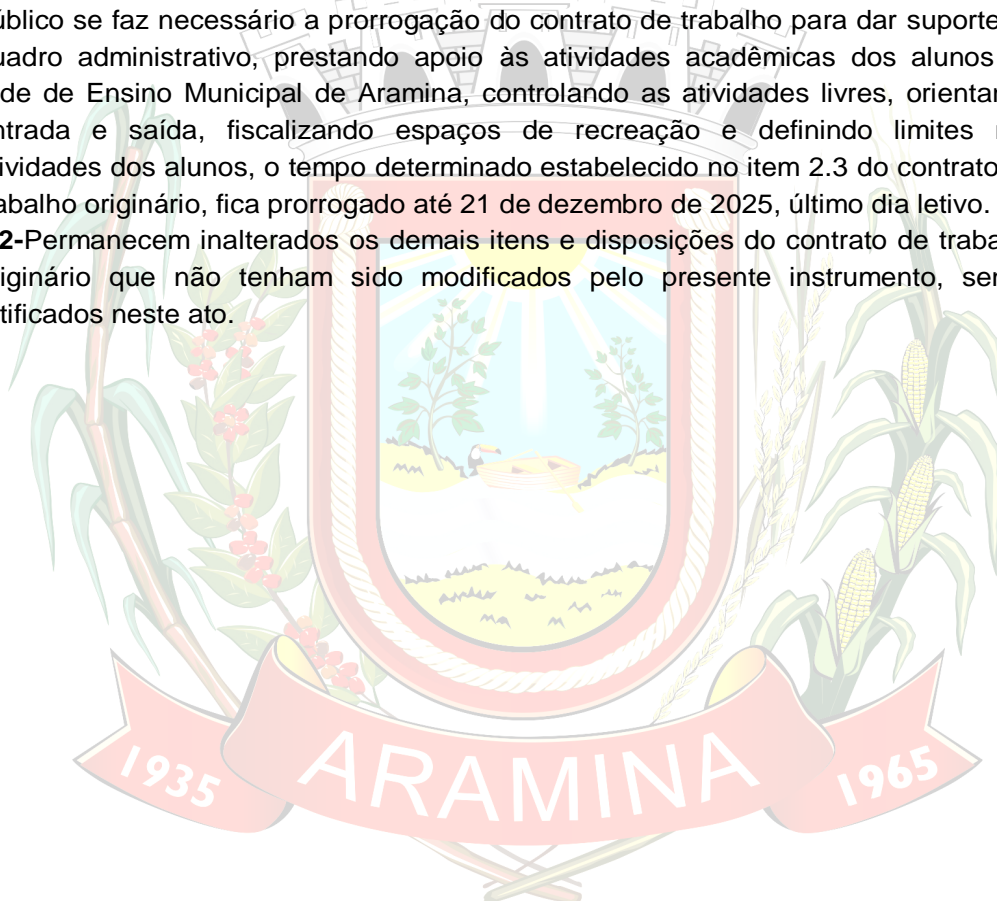 úblico se faz necessário a prorrogação do contrato de trabalho para dar suporte
uadro administrativo, prestando apoio às atividades acadêmicas dos alunos
de de Ensino Municipal de Aramina, controlando as atividades livres, orientar
ntrada e saída, fiscalizando espaços de recreação e definindo limites
ividades dos alunos, o tempo determinado estabelecido no item 2.3 do contrato
abalho originário, fica prorrogado até 21 de dezembro de 2025, último dia letivo.
2-Permanecem inalterados os demais itens e disposições do contrato de traba
iginário que não tenham sido modificados pelo presente instrumento, ser
tificados neste ato.
1935 ARAMINA 1965